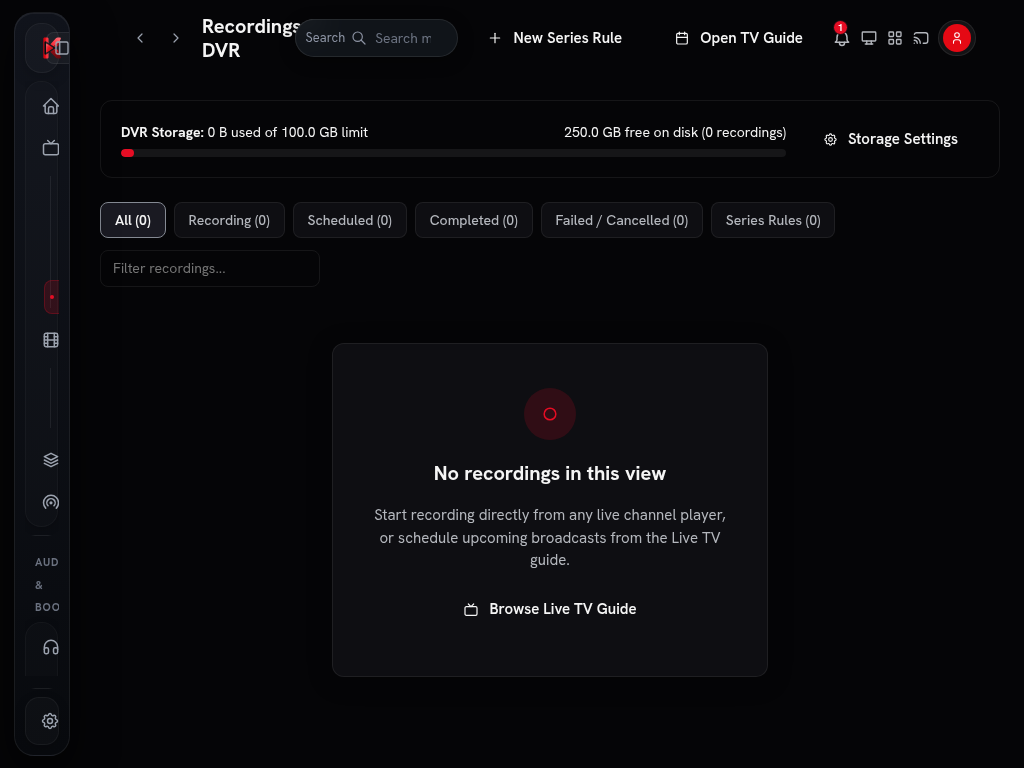 Recordings
DVR
Search
Search m
New Series Rule
Open TV Guide
1
DVR Storage: 0 B used of 100.0 GB limit
250.0 GB free on disk (0 recordings)
Storage Settings
All (0)
Recording (0)
Scheduled (0)
Completed (0)
Failed / Cancelled (0)
Series Rules (0)
Filter recordings...
No recordings in this view
Start recording directly from any live channel player,
or schedule upcoming broadcasts from the Live TV
guide.
Browse Live TV Guide
AUD
&
BOO